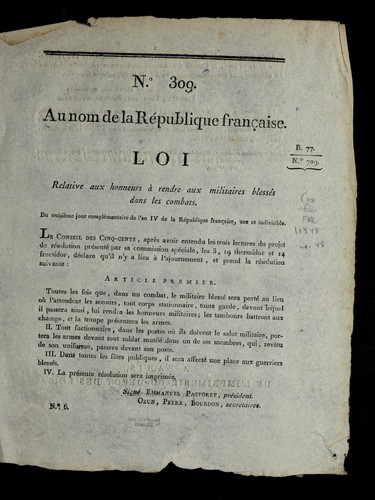 N.° 309.
Au nom de la République française.
B. 77.
N.° 709.
LOI
Relative aux honneurs à rendre aux militaires blessés
dans les combats.
Du troisième jour complémentaire de l'an IV de la République française, une et indivisible.
LE CONSEIL DES CINQ-CENTS, après avoir entendu les trois lectures du projet
de résolution présenté par sa commission spéciale, les 3, 19 thermidor et 14
fructidor, déclare qu'il n'y a lieu à l'ajournement, et prend la résolution
suivante :
ARTICLE PREMIER.
Toutes les fois que, dans un combat, le militaire blessé sera porté au lieu
où l'attendent les secours, tout corps stationnaire, toute garde, devant lequel
il passera ainsi, lui rendra les honneurs militaires; les tambours battront aux
champs, et la troupe présentera les armes.
II. Tout factionnaire, dans les postes où ils doivent le salut militaire, por-
tera les armes devant tout soldat mutilé dans un de ses membres, qui, revêtu
de son uniforme, passera devant son poste.
III. Dans toutes les fêtes publiques, il sera affecté une place aux guerriers
blessés.
IV. La présente résolution sera imprimée.
Signé EMMANUEL PASTORET, président.
OZUN, PEYRE, BOURDON, secrétaires.
N.° 6.